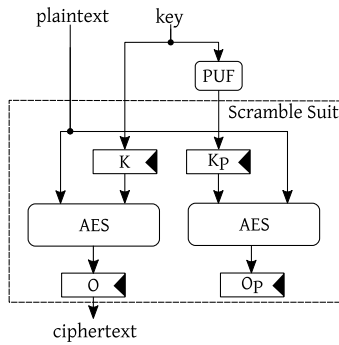 plaintext
key
PUF
Scramble Suit
K
KP
AES
AES
O
OP
ciphertext